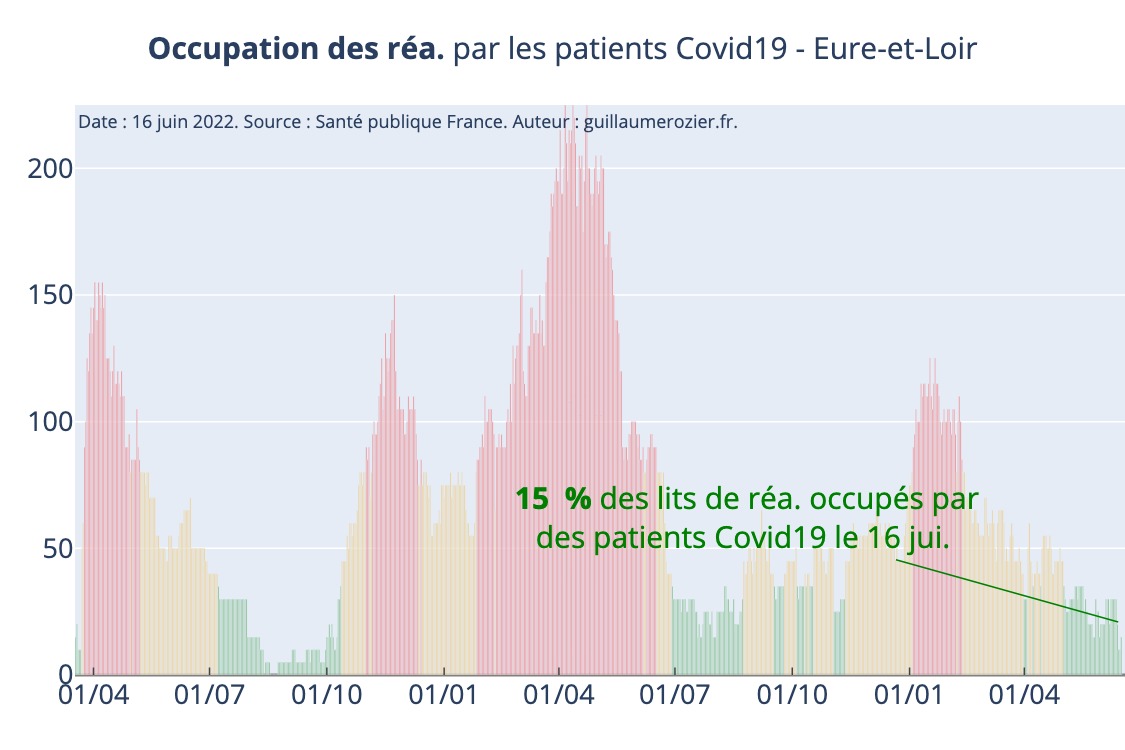 Occupation des réa. par les patients Covid19 - Eure-et-Loir
Date : 16 juin 2022. Source : Santé publique France. Auteur : guillaumerozier.fr.
200
150
100
50
0
15 % des lits de réa. occupés par
des patients Covid19 le 16 jui.
01/04 01/07 01/10 01/01 01/04 01/07 01/10 01/01 01/04